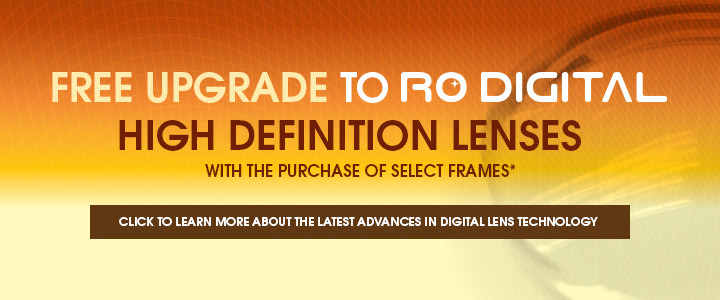 FREE UPGRADE TO RO DIGITAL
HIGH DEFINITION LENSES
WITH THE PURCHASE OF SELECT FRAMES*
CLICK TO LEARN MORE ABOUT THE LATEST ADVANCES IN DIGITAL LENS TECHNOLOGY